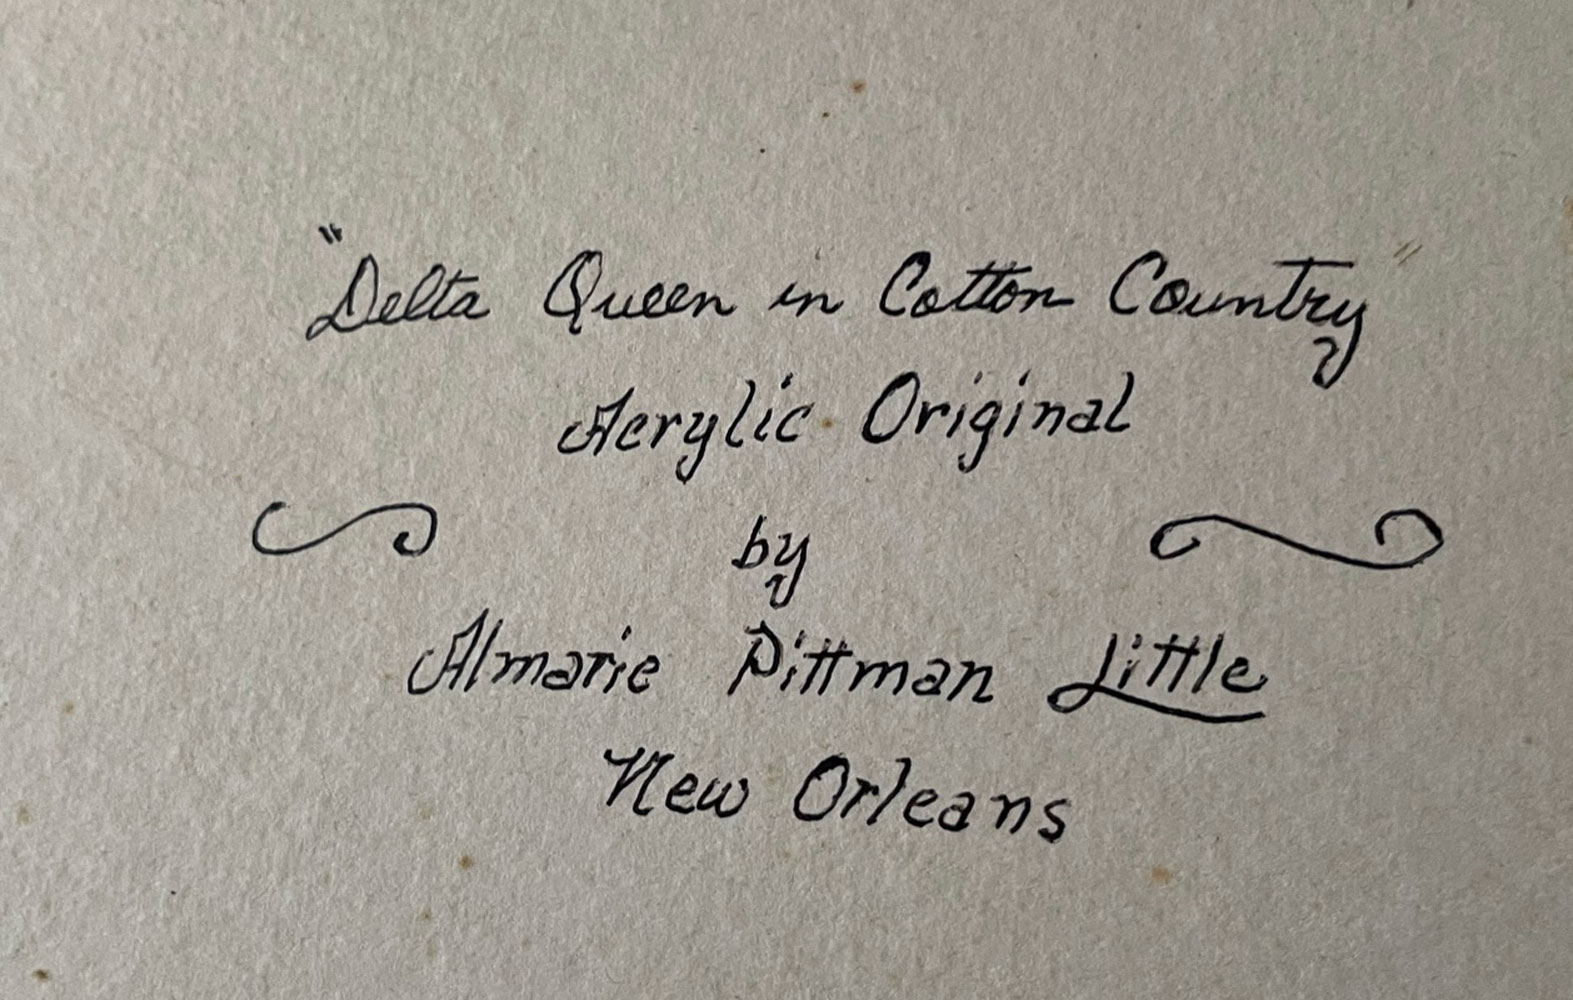 "Delta Queen in Cotton Country"
Acrylic Original
by
Almarie Pittman Little
New Orleans